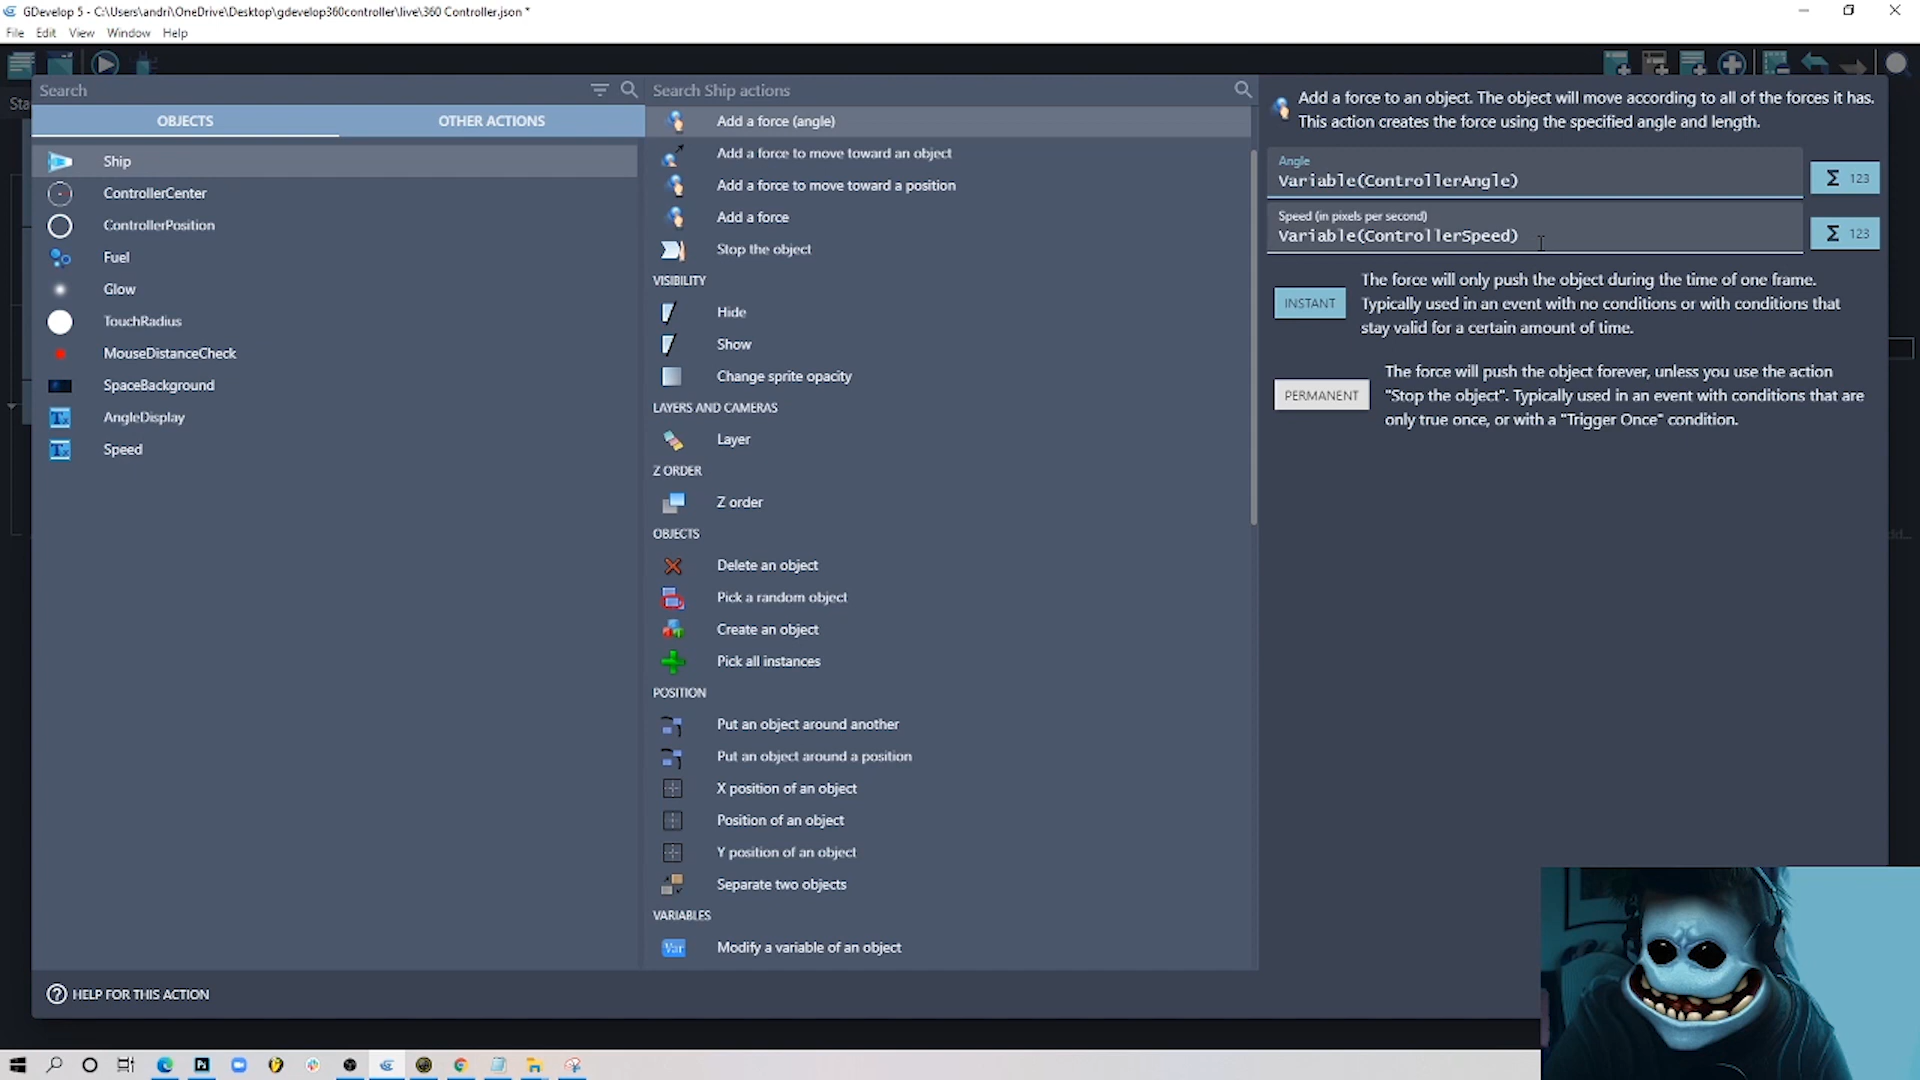 GDevelop 5 - C:\Users\andri\OneDrive\Desktop\gdevelop360controller\live\360 Controller.json *
File Edit View Window Help
Sta
Search
OBJECTS
OTHER ACTIONS
Ship
ControllerCenter
ControllerPosition
Fuel
Glow
TouchRadius
MouseDistanceCheck
SpaceBackground
AngleDisplay
Speed
HELP FOR THIS ACTION
Search Ship actions
Add a force (angle)
Add a force to move toward an object
Add a force to move toward a position
Add a force
Stop the object
VISIBILITY
Hide
Show
Change sprite opacity
LAYERS AND CAMERAS
Layer
Z ORDER
Z order
OBJECTS
Delete an object
Pick a random object
Create an object
Pick all instances
POSITION
Put an object around another
Put an object around a position
X position of an object
Position of an object
Y position of an object
Separate two objects
VARIABLES
Var Modify a variable of an object
Add a force to an object. The object will move according to all of the forces it has.
This action creates the force using the specified angle and length.
Angle
Variable(ControllerAngle)
Σ 123
Speed (in pixels per second)
Variable(ControllerSpeed)
Σ 123
INSTANT
The force will only push the object during the time of one frame.
Typically used in an event with no conditions or with conditions that
stay valid for a certain amount of time.
PERMANENT
The force will push the object forever, unless you use the action
"Stop the object". Typically used in an event with conditions that are
only true once, or with a "Trigger Once" condition.